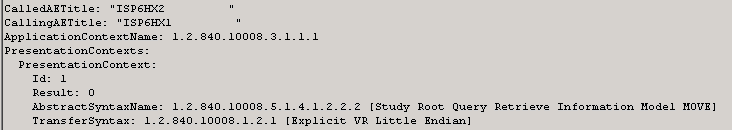 CalledAETitle: "ISP6HX2         "
CallingAETitle: "ISP6HX1         "
ApplicationContextName: 1.2.840.10008.3.1.1.1
PresentationContexts:
  PresentationContext:
    Id: 1
    Result: 0
    AbstractSyntaxName: 1.2.840.10008.5.1.4.1.2.2.2 [Study Root Query Retrieve Information Model MOVE]
    TransferSyntax: 1.2.840.10008.1.2.1 [Explicit VR Little Endian]